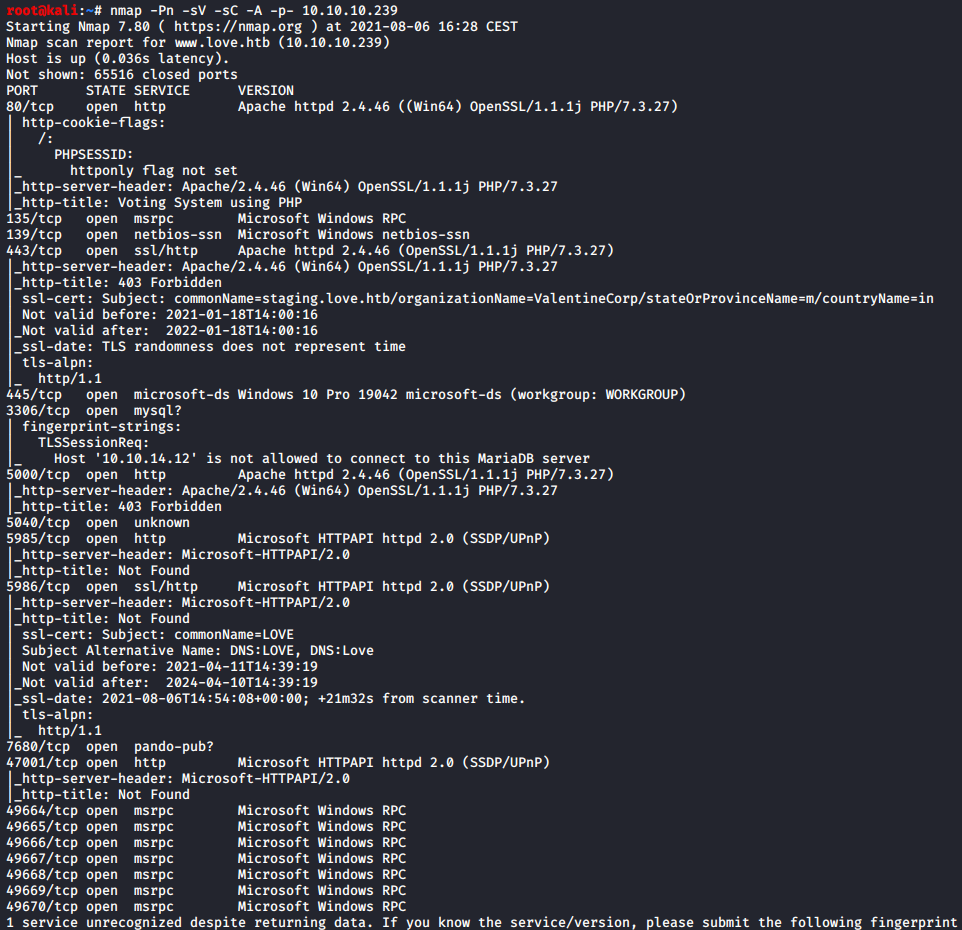 root@kali:~# nmap -Pn -sV -sC -A -p- 10.10.10.239
Starting Nmap 7.80 ( https://nmap.org ) at 2021-08-06 16:28 CEST
Nmap scan report for www.love.htb (10.10.10.239)
Host is up (0.036s latency).
Not shown: 65516 closed ports
PORT      STATE SERVICE      VERSION
80/tcp    open  http         Apache httpd 2.4.46 ((Win64) OpenSSL/1.1.1j PHP/7.3.27)
| http-cookie-flags:
|   /:
|     PHPSESSID:
|_      httponly flag not set
|_http-server-header: Apache/2.4.46 (Win64) OpenSSL/1.1.1j PHP/7.3.27
|_http-title: Voting System using PHP
135/tcp   open  msrpc        Microsoft Windows RPC
139/tcp   open  netbios-ssn  Microsoft Windows netbios-ssn
443/tcp   open  ssl/http     Apache httpd 2.4.46 (OpenSSL/1.1.1j PHP/7.3.27)
|_http-server-header: Apache/2.4.46 (Win64) OpenSSL/1.1.1j PHP/7.3.27
|_http-title: 403 Forbidden
| ssl-cert: Subject: commonName=staging.love.htb/organizationName=ValentineCorp/stateOrProvinceName=m/countryName=in
| Not valid before: 2021-01-18T14:00:16
|_Not valid after:  2022-01-18T14:00:16
|_ssl-date: TLS randomness does not represent time
| tls-alpn:
|_  http/1.1
445/tcp   open  microsoft-ds Windows 10 Pro 19042 microsoft-ds (workgroup: WORKGROUP)
3306/tcp  open  mysql?
| fingerprint-strings:
|   TLSSessionReq:
|_    Host '10.10.14.12' is not allowed to connect to this MariaDB server
5000/tcp  open  http         Apache httpd 2.4.46 (OpenSSL/1.1.1j PHP/7.3.27)
|_http-server-header: Apache/2.4.46 (Win64) OpenSSL/1.1.1j PHP/7.3.27
|_http-title: 403 Forbidden
5040/tcp  open  unknown
5985/tcp  open  http         Microsoft HTTPAPI httpd 2.0 (SSDP/UPnP)
|_http-server-header: Microsoft-HTTPAPI/2.0
|_http-title: Not Found
5986/tcp  open  ssl/http     Microsoft HTTPAPI httpd 2.0 (SSDP/UPnP)
|_http-server-header: Microsoft-HTTPAPI/2.0
|_http-title: Not Found
| ssl-cert: Subject: commonName=LOVE
| Subject Alternative Name: DNS:LOVE, DNS:Love
| Not valid before: 2021-04-11T14:39:19
|_Not valid after:  2024-04-10T14:39:19
|_ssl-date: 2021-08-06T14:54:08+00:00; +21m32s from scanner time.
| tls-alpn:
|_  http/1.1
7680/tcp  open  pando-pub?
47001/tcp open  http         Microsoft HTTPAPI httpd 2.0 (SSDP/UPnP)
|_http-server-header: Microsoft-HTTPAPI/2.0
|_http-title: Not Found
49664/tcp open  msrpc        Microsoft Windows RPC
49665/tcp open  msrpc        Microsoft Windows RPC
49666/tcp open  msrpc        Microsoft Windows RPC
49667/tcp open  msrpc        Microsoft Windows RPC
49668/tcp open  msrpc        Microsoft Windows RPC
49669/tcp open  msrpc        Microsoft Windows RPC
49670/tcp open  msrpc        Microsoft Windows RPC
1 service unrecognized despite returning data. If you know the service/version, please submit the following fingerprint